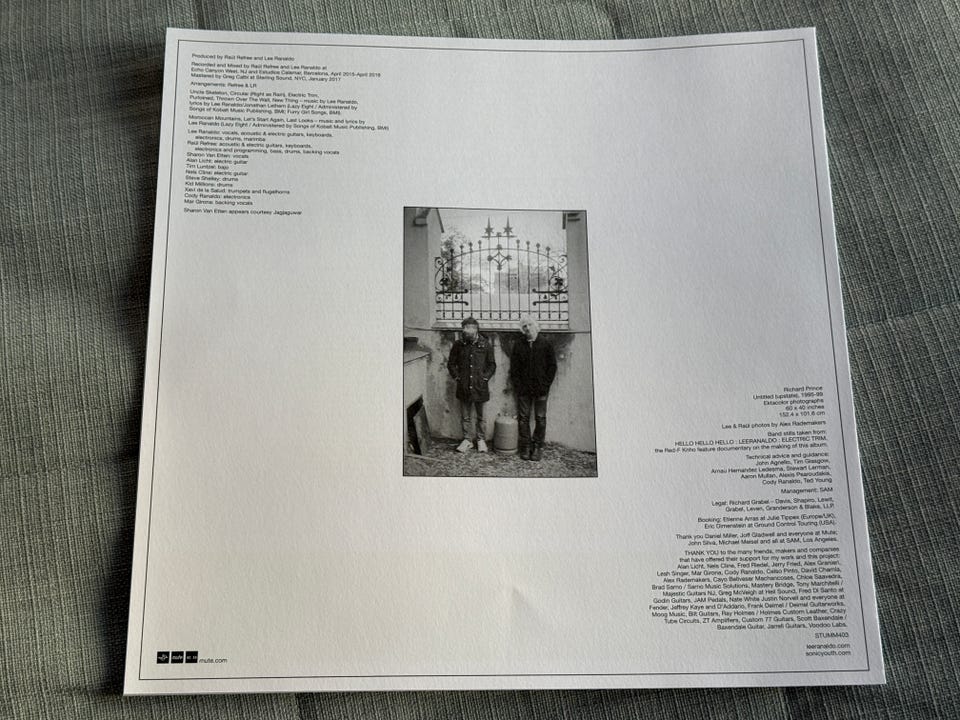 Produced by Raül Refree and Lee Ranaldo
Recorded and Mixed by Raül Refree and Lee Ranaldo at
Echo Canyon West, NJ and Estudios Calamar, Barcelona, April 2015-April 2016
Mastered by Greg Calbi at Sterling Sound, NYC, January 2017
Arrangements: Refree & LR
Uncle Skeleton, Circular (Right as Rain), Electric Trim,
Purloined, Thrown Over The Wall, New Thing – music by Lee Ranaldo,
lyrics by Lee Ranaldo/Jonathan Lethem (Lazy Eight / Administered by
Songs of Kobalt Music Publishing, BMI; Furry Girl Songs, BMI).
Moroccan Mountains, Let's Start Again, Last Looks – music and lyrics by
Lee Ranaldo (Lazy Eight / Administered by Songs of Kobalt Music Publishing, BMI)
Lee Ranaldo: vocals, acoustic & electric guitars, keyboards,
electronics, drums, marimba
Raül Refree: acoustic & electric guitars, keyboards,
electronics and programming, bass, drums, backing vocals
Sharon Van Etten: vocals
Alan Licht: electric guitar
Tim Luntzel: bajo
Nels Cline: electric guitar
Steve Shelley: drums
Kid Millions: drums
Xavi de la Salud: trumpets and flugelhorns
Cody Ranaldo: electronics
Mar Girona: backing vocals
Sharon Van Etten appears courtesy Jagjaguwar
Richard Prince
Untitled (upstate), 1995-99
Ektacolor photographs
60 x 40 inches
152.4 x 101.6 cm
Lee & Raül photos by Alex Rademakers
Band stills taken from:
HELLO HELLO HELLO : LEERANALDO : ELECTRIC TRIM,
the Red-F Kniho feature documentary on the making of this album.
Technical advice and guidance:
John Agnello, Tim Glasgow,
Arnau Hernandez Ledesma, Stewart Lerman,
Aaron Mullan, Alexis Psaroudakis,
Cody Ranaldo, Ted Young
Management: SAM
Legal: Richard Grabel – Davis, Shapiro, Lewit,
Grabel, Leven, Granderson & Blake, LLP.
Booking: Etienne Arras at Julie Tippex (Europe/UK),
Eric Dimenstein at Ground Control Touring (USA).
Thank you Daniel Miller, Joff Gladwell and everyone at Mute;
John Silva, Michael Meisel and all at SAM, Los Angeles.
THANK YOU to the many friends, makers and companies
that have offered their support for my work and this project:
Alan Licht, Nels Cline, Fred Riedel, Jerry Fried, Alex Granieri,
Leah Singer, Mar Girona, Cody Ranaldo, Celso Pinto, David Charnla,
Alex Rademakers, Cayo Bellveser Machancoses, Chloe Saavedra,
Brad Sarno / Sarno Music Solutions, Mastery Bridge, Tony Marchitelli /
Majestic Guitars NJ, Greg McVeigh at Heil Sound, Fred Di Santo at
Godin Guitars, JAM Pedals, Nate White Justin Norvell and everyone at
Fender, Jeffrey Kaye and D'Addario, Frank Deimel / Deimel Guitarworks,
Moog Music, Bilt Guitars, Ray Holmes / Holmes Custom Leather, Crazy
Tube Circuits, ZT Amplifiers, Custom 77 Guitars, Scott Baxendale /
Baxendale Guitar, Jarrell Guitars, Voodoo Labs.
STUMM403
leeranaldo.com
sonicyouth.com
mute
mute.com